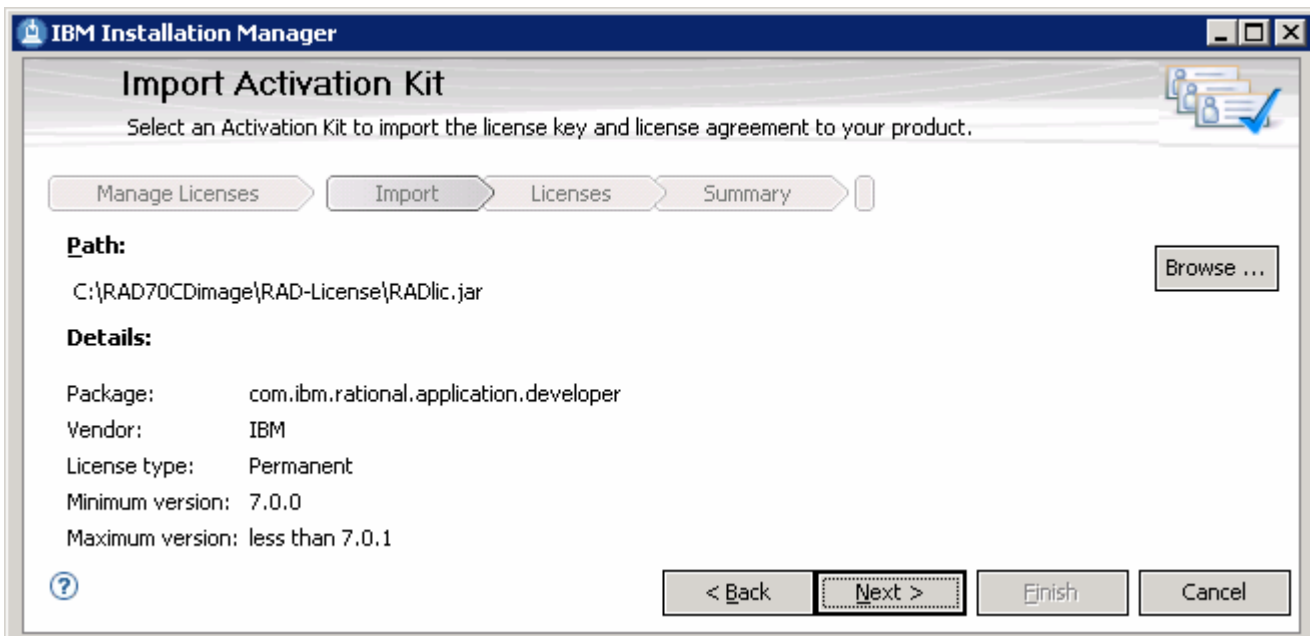 IBM Installation Manager
Import Activation Kit
Select an Activation Kit to import the license key and license agreement to your product.
Manage Licenses Import Licenses Summary
Path:
Browse ...
C:\RAD70CDimage\RAD-License\RADlic.jar
Details:
Package: com.ibm.rational.application.developer
Vendor: IBM
License type: Permanent
Minimum version: 7.0.0
Maximum version: less than 7.0.1
? < Back Next > Finish Cancel